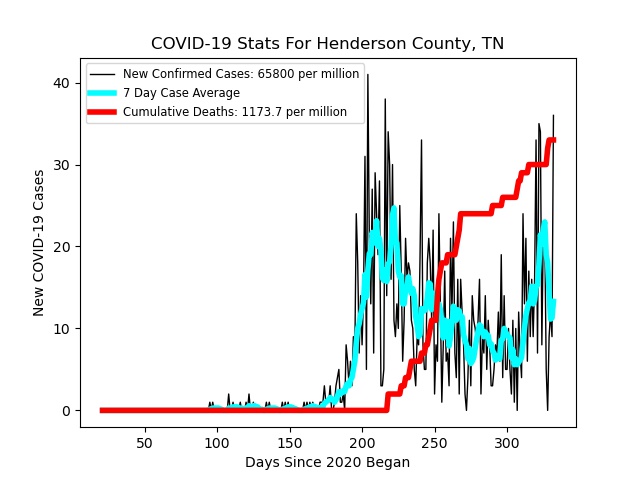 COVID-19 Stats For Henderson County, TN
New Confirmed Cases: 65800 per million
7 Day Case Average
Cumulative Deaths: 1173.7 per million
40
30
20
10
0
New COVID-19 Cases
50 100 150 200 250 300
Days Since 2020 Began